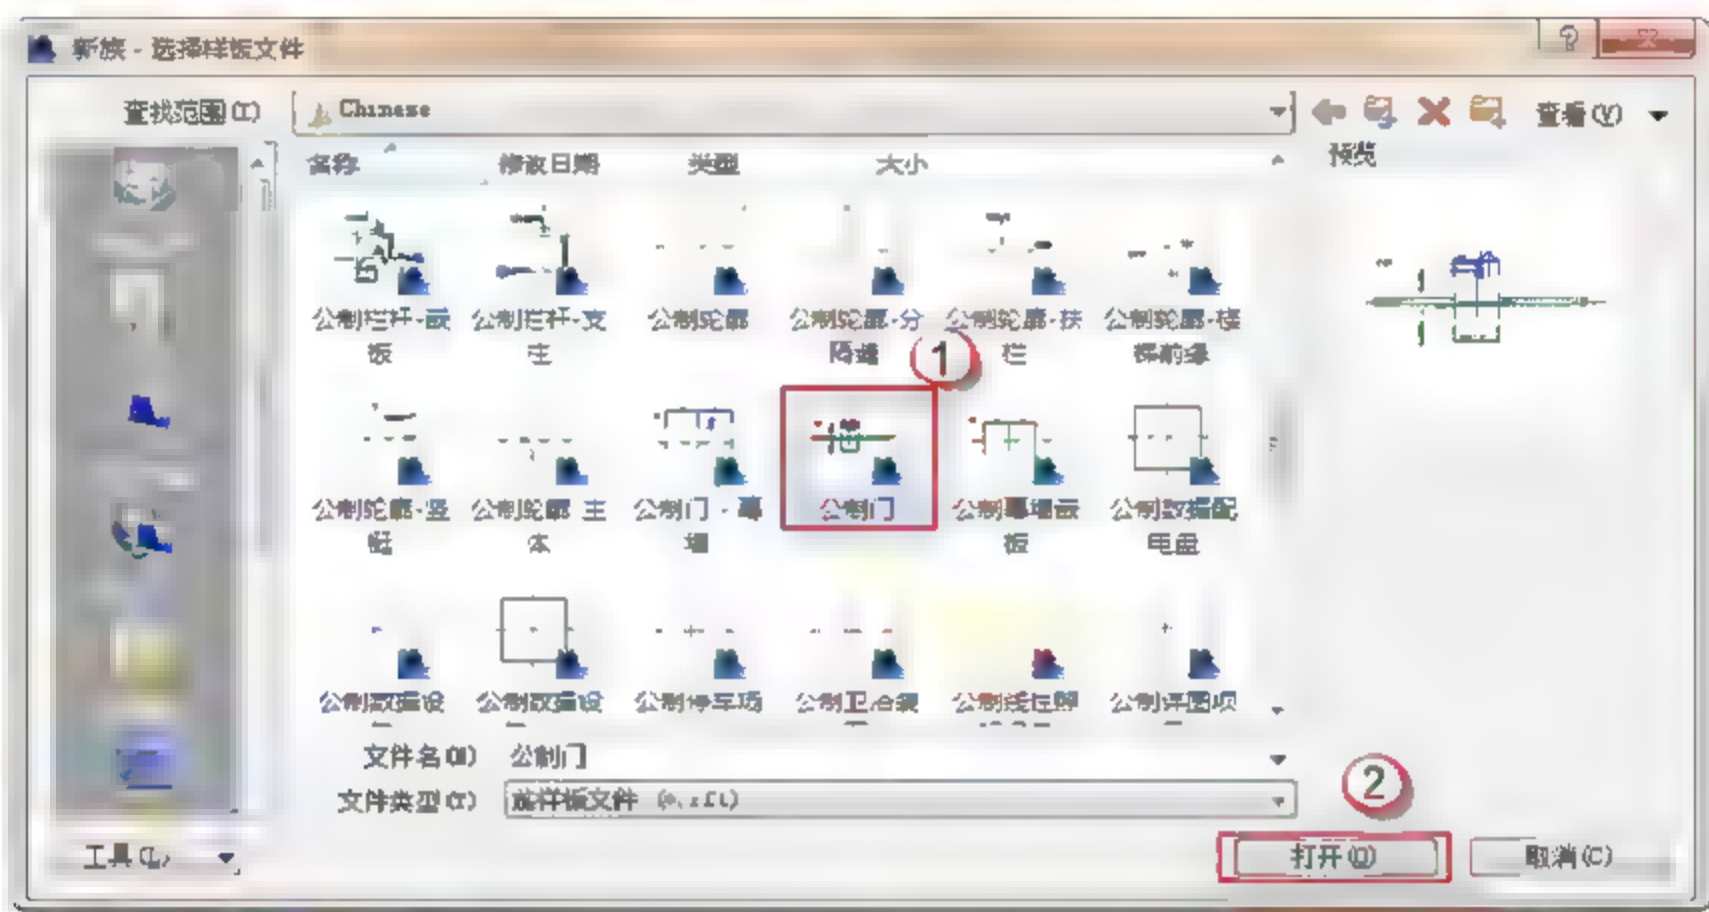 新族 - 选择样板文件
查找范围(I)
Chinese
查看(V)
名称 修改日期 类型 大小
预览
公制栏杆-嵌板
公制栏杆-支柱
公制轮廓
公制轮廓-分隔缝
公制轮廓-扶栏
公制轮廓-楼梯前缘
1
公制轮廓-竖梃
公制轮廓-主体
公制门 - 幕墙
公制门
公制幕墙嵌板
公制数据配电盘
公制数据设
公制数据设
公制停车场
公制卫浴装
公制线性照
公制详图项
文件名(N) 公制门
文件类型(T) 族样板文件 (*.rft)
2
工具(L)
打开(O)
取消(C)